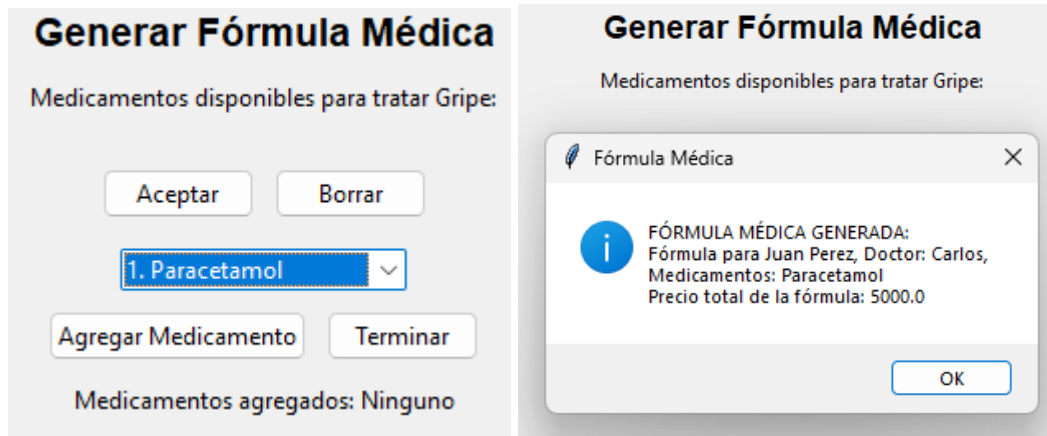 Generar Fórmula Médica
Medicamentos disponibles para tratar Gripe:
Aceptar
Borrar
1. Paracetamol
Agregar Medicamento
Terminar
Medicamentos agregados: Ninguno
Generar Fórmula Médica
Medicamentos disponibles para tratar Gripe:
Fórmula Médica
FÓRMULA MÉDICA GENERADA:
Fórmula para Juan Perez, Doctor: Carlos,
Medicamentos: Paracetamol
Precio total de la fórmula: 5000.0
OK